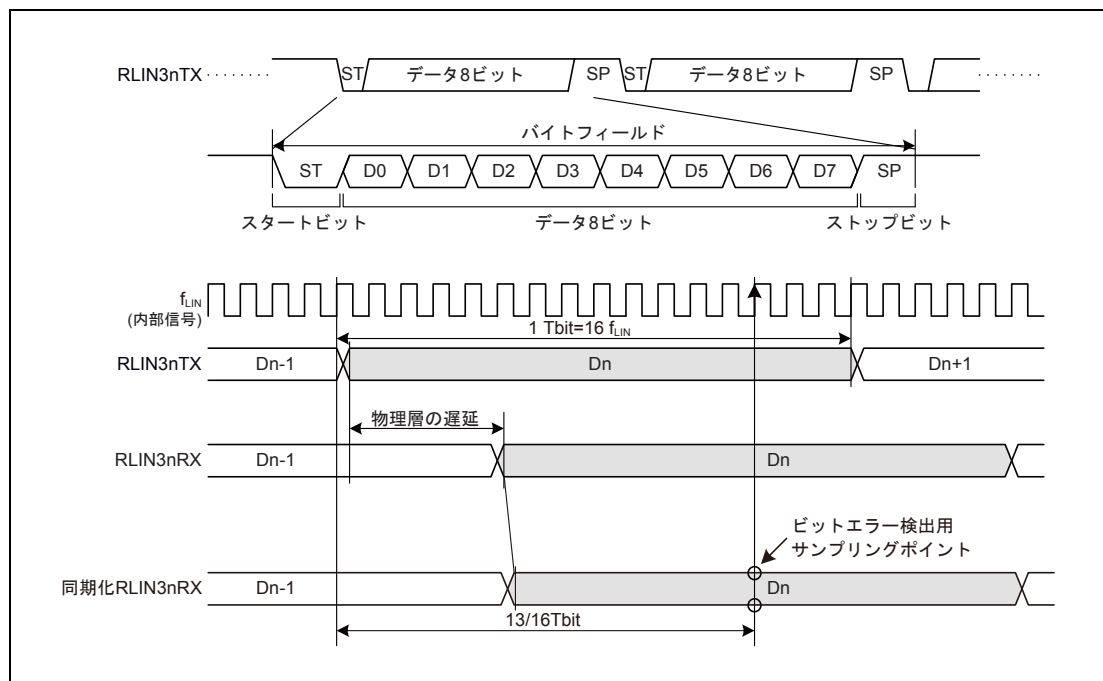 RLIN3nTX
ST データ8ビット SP ST データ8ビット SP
バイトフィールド
ST D0 D1 D2 D3 D4 D5 D6 D7 SP
スタートビット データ8ビット ストップビット
fLIN
(内部信号)
1 Tbit=16 fLIN
RLIN3nTX Dn-1 Dn Dn+1
物理層の遅延
RLIN3nRX Dn-1 Dn
ビットエラー検出用
サンプリングポイント
同期化RLIN3nRX Dn-1 Dn
13/16Tbit